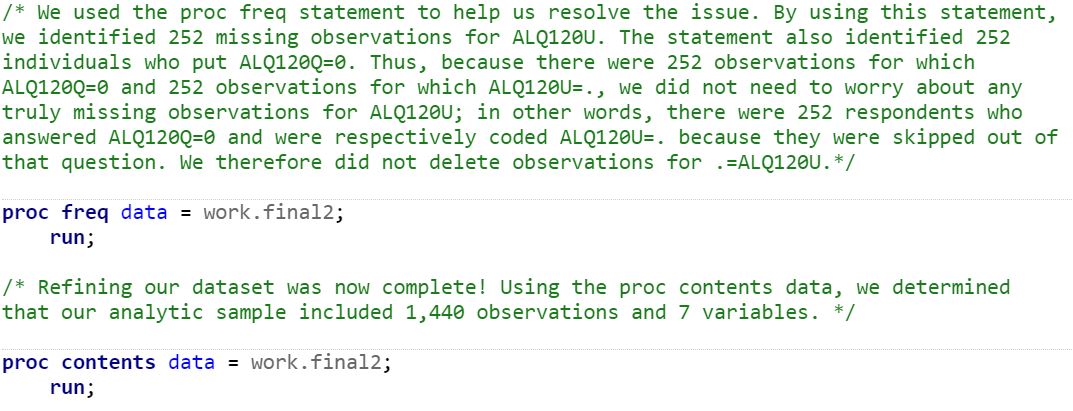 /* We used the proc freq statement to help us resolve the issue. By using this statement,
we identified 252 missing observations for ALQ120U. The statement also identified 252
individuals who put ALQ120Q=0. Thus, because there were 252 observations for which
ALQ120Q=0 and 252 observations for which ALQ120U=., we did not need to worry about any
truly missing observations for ALQ120U; in other words, there were 252 respondents who
answered ALQ120Q=0 and were respectively coded ALQ120U=. because they were skipped out of
that question. We therefore did not delete observations for .=ALQ120U.*/
proc freq data = work.final2;
run;
/* Refining our dataset was now complete! Using the proc contents data, we determined
that our analytic sample included 1,440 observations and 7 variables. */
proc contents data = work.final2;
run;